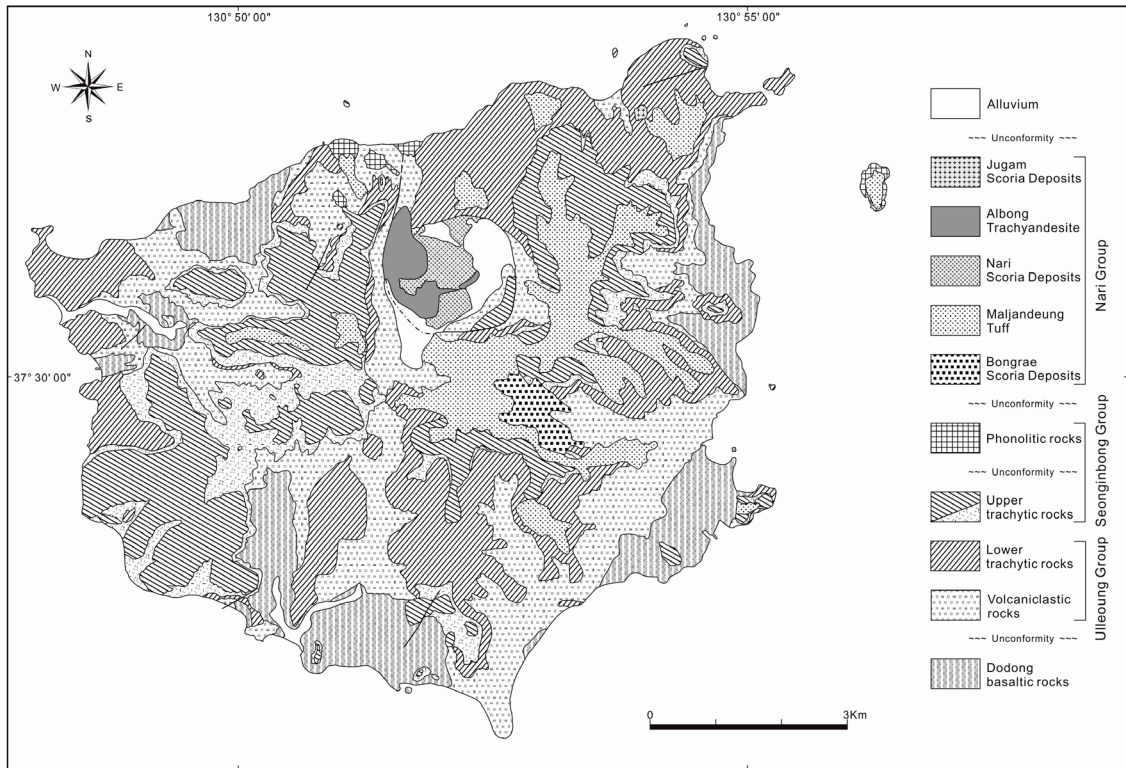 130° 50' 00"
130° 55' 00"
N
W E
S
37° 30' 00"
Alluvium
~~~ Unconformity ~~~
Jugam
Scoria Deposits
Albong
Trachyandesite
Nari
Scoria Deposits
Maljandeung
Tuff
Bongrae
Scoria Deposits
Nari Group
~~~ Unconformity ~~~
Phonolitic rocks
~~~ Unconformity ~~~
Upper
trachytic rocks
Seonginbong Group
Lower
trachytic rocks
Volcaniclastic
rocks
Ulleoung Group
~~~ Unconformity ~~~
Dodong
basaltic rocks
0 3Km